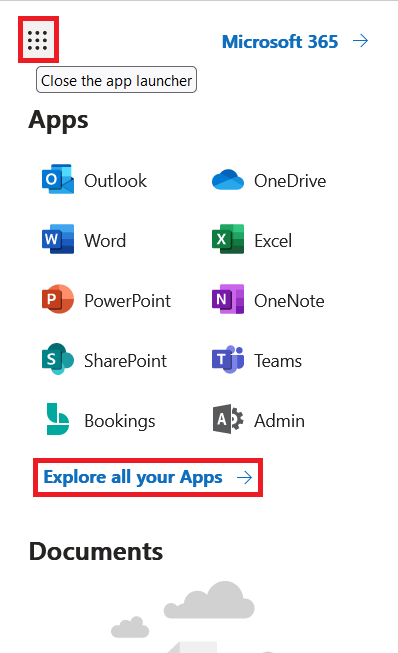 Microsoft 365 →
Close the app launcher
Apps
Outlook OneDrive
Word Excel
PowerPoint OneNote
SharePoint Teams
Bookings Admin
Explore all your Apps →
Documents